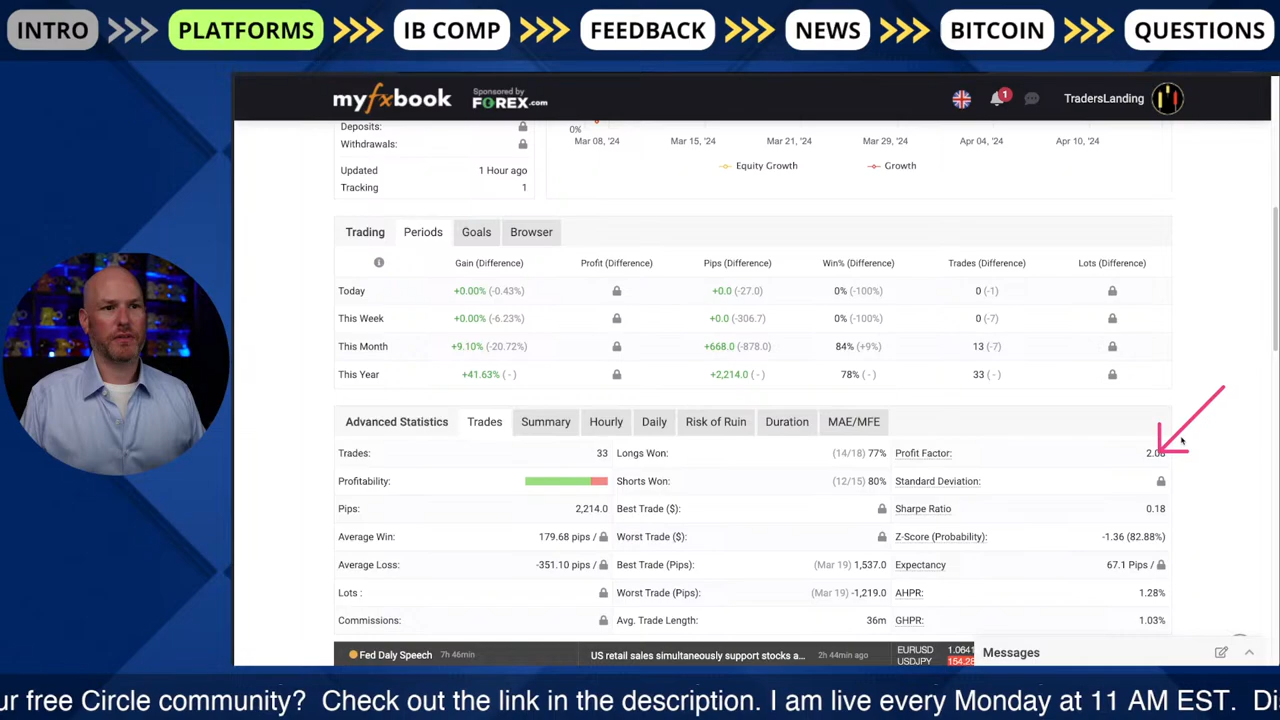 INTRO PLATFORMS IB COMP FEEDBACK NEWS BITCOIN QUESTIONS
myfxbook Sponsored by FOREX.com 1 TradersLanding
Deposits:
Withdrawals:
Updated 1 Hour ago
Tracking 1
0%
Mar 08, '24 Mar 15, '24 Mar 21, '24 Mar 29, '24 Apr 04, '24 Apr 10, '24
Equity Growth Growth
Trading Periods Goals Browser
Gain (Difference) Profit (Difference) Pips (Difference) Win% (Difference) Trades (Difference) Lots (Difference)
Today +0.00% (-0.43%) +0.0 (-27.0) 0% (-100%) 0 (-1)
This Week +0.00% (-6.23%) +0.0 (-306.7) 0% (-100%) 0 (-7)
This Month +9.10% (-20.72%) +668.0 (-878.0) 84% (+9%) 13 (-7)
This Year +41.63% ( - ) +2,214.0 ( - ) 78% ( - ) 33 ( - )
Advanced Statistics Trades Summary Hourly Daily Risk of Ruin Duration MAE/MFE
Trades: 33 Longs Won: (14/18) 77% Profit Factor:
Profitability: Shorts Won: (12/15) 80% Standard Deviation:
Pips: 2,214.0 Best Trade ($): Sharpe Ratio 0.18
Average Win: 179.68 pips / Worst Trade ($): Z-Score (Probability): -1.36 (82.88%)
Average Loss: -351.10 pips / Best Trade (Pips): (Mar 19) 1,537.0 Expectancy 67.1 Pips /
Lots : Worst Trade (Pips): (Mar 19) -1,219.0 AHPR: 1.28%
Commissions: Avg. Trade Length: 36m GHPR: 1.03%
Fed Daly Speech 7h 46min US retail sales simultaneously support stocks a... 2h 44min ago EURUSD 1.0641
USDJPY 154.28
Messages
ur free Circle community? Check out the link in the description. I am live every Monday at 11 AM EST. Di